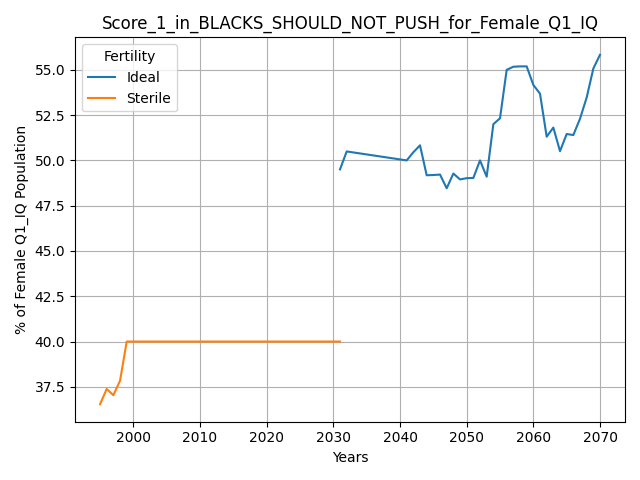 Score_1_in_BLACKS_SHOULD_NOT_PUSH_for_Female_Q1_IQ
Fertility
Ideal
Sterile
% of Female Q1_IQ Population
55.0
52.5
50.0
47.5
45.0
42.5
40.0
37.5
2000 2010 2020 2030 2040 2050 2060 2070
Years